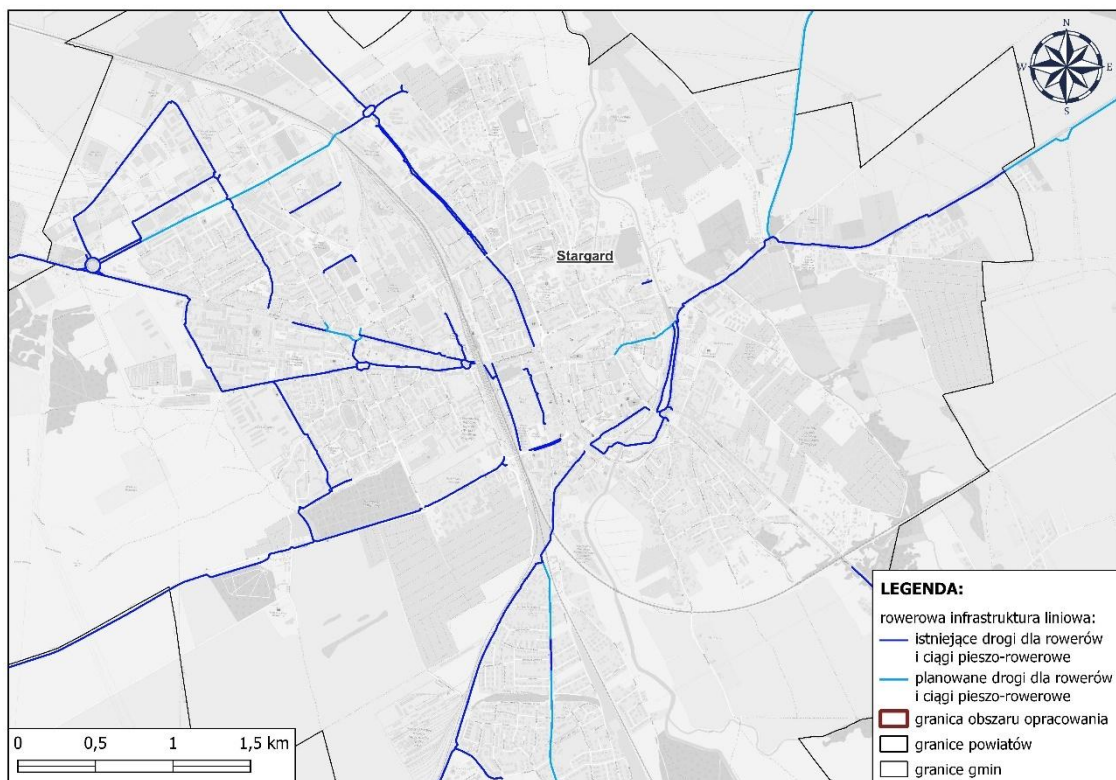 N
W
E
S
Stargard
LEGENDA:
rowerowa infrastruktura liniowa:
istniejące drogi dla rowerów
i ciągi pieszo-rowerowe
planowane drogi dla rowerów
i ciągi pieszo-rowerowe
granica obszaru opracowania
granice powiatów
granice gmin
0 0,5 1 1,5 km